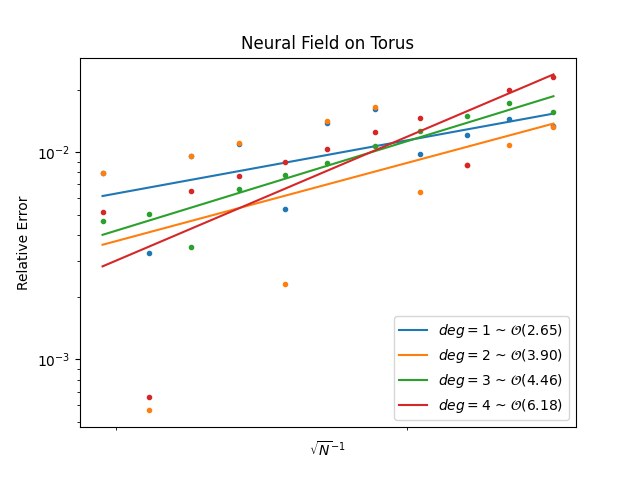 Neural Field on Torus
Relative Error
10⁻²
10⁻³
deg = 1 ~ 𝒪(2.65)
deg = 2 ~ 𝒪(3.90)
deg = 3 ~ 𝒪(4.46)
deg = 4 ~ 𝒪(6.18)
√N⁻¹